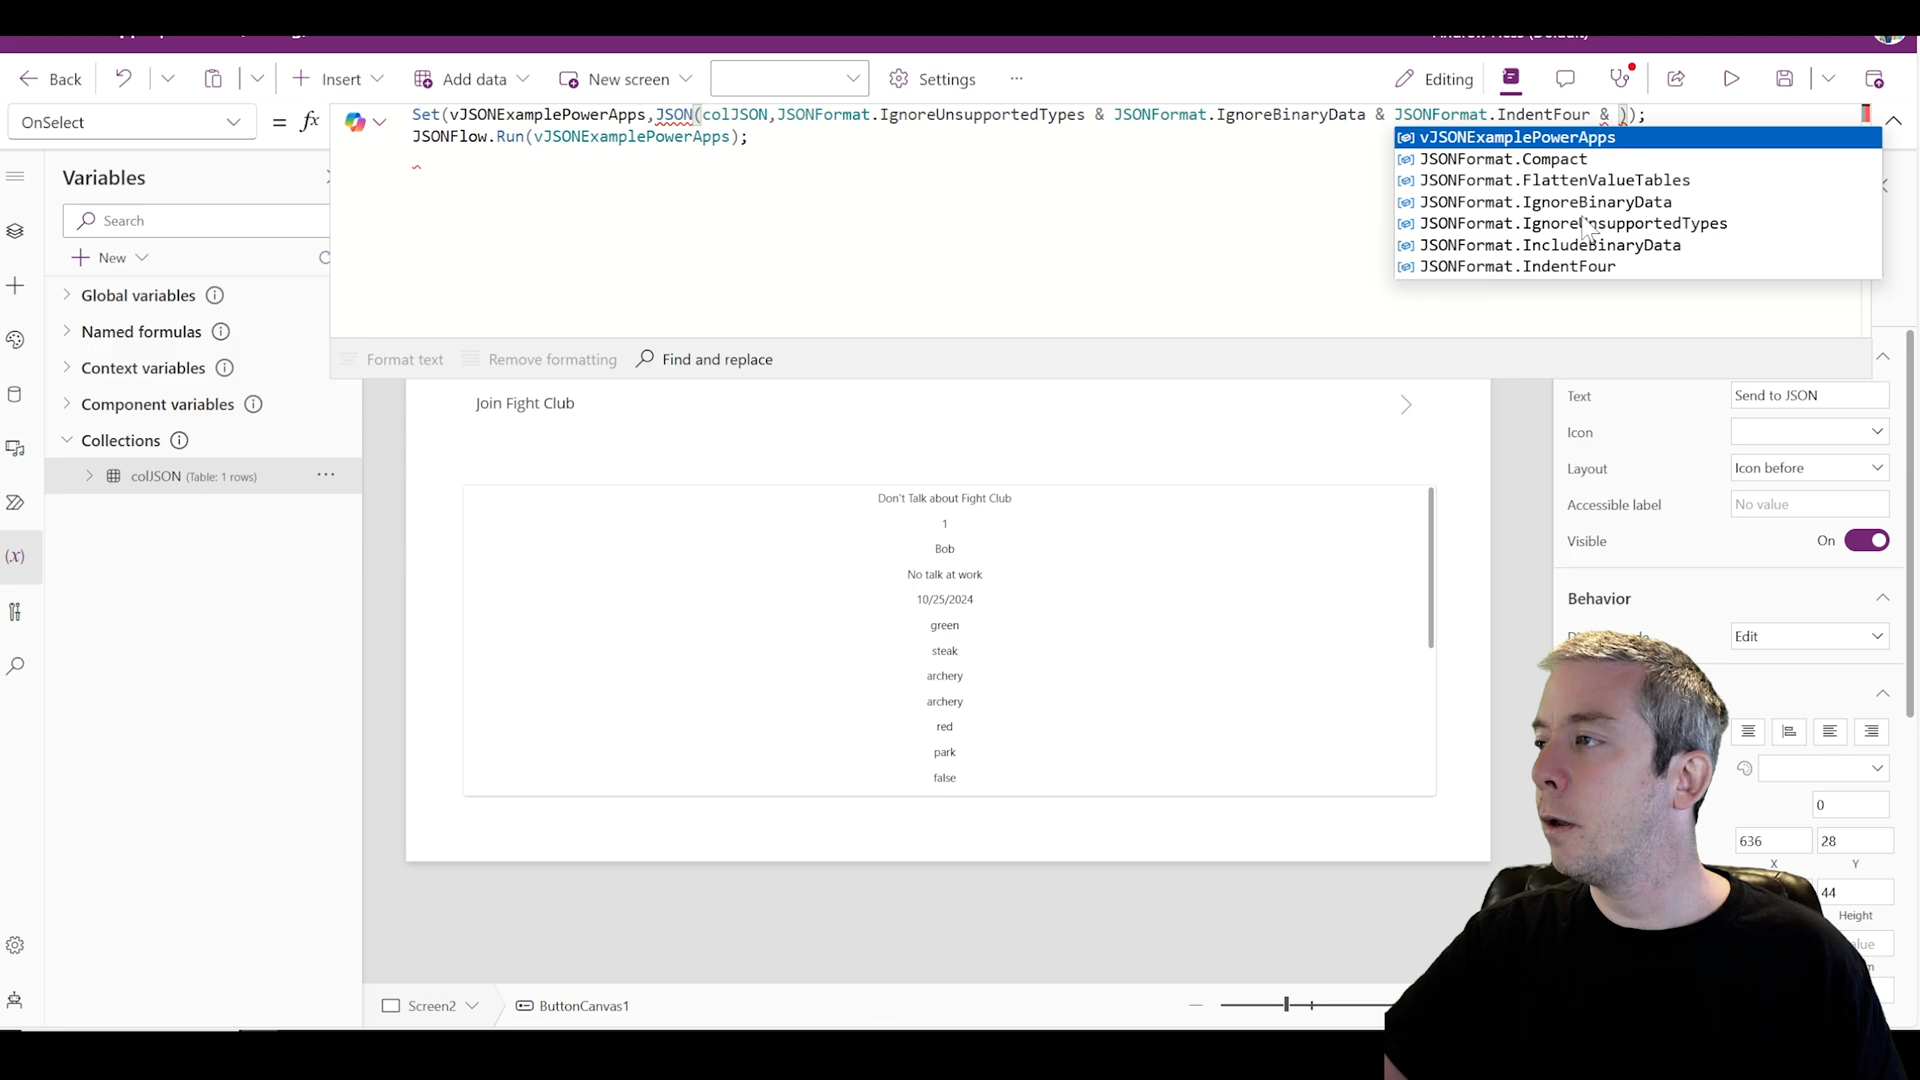 Back
Insert
Add data
New screen
Settings
...
Editing
OnSelect
= fx
Set(vJSONExamplePowerApps,JSON(colJSON,JSONFormat.IgnoreUnsupportedTypes & JSONFormat.IgnoreBinaryData & JSONFormat.IndentFour & ));
JSONFlow.Run(vJSONExamplePowerApps);
vJSONExamplePowerApps
JSONFormat.Compact
JSONFormat.FlattenValueTables
JSONFormat.IgnoreBinaryData
JSONFormat.IgnoreUnsupportedTypes
JSONFormat.IncludeBinaryData
JSONFormat.IndentFour
Variables
Search
New
Global variables
Named formulas
Context variables
Component variables
Collections
colJSON (Table: 1 rows)
...
Format text
Remove formatting
Find and replace
Join Fight Club
Don't Talk about Fight Club
1
Bob
No talk at work
10/25/2024
green
steak
archery
archery
red
park
false
Text
Send to JSON
Icon
Layout
Icon before
Accessible label
No value
Visible
On
Behavior
Edit
0
636
28
X
Y
44
Height
Screen2
ButtonCanvas1